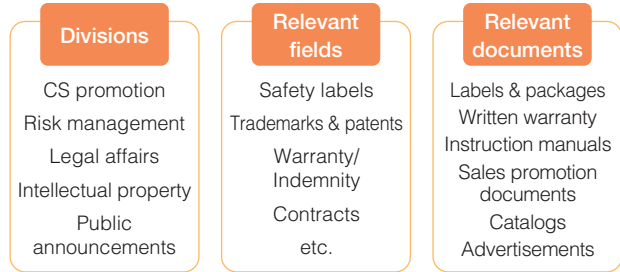 Divisions
CS promotion
Risk management
Legal affairs
Intellectual property
Public
announcements
Relevant
fields
Safety labels
Trademarks & patents
Warranty/
Indemnity
Contracts
etc.
Relevant
documents
Labels & packages
Written warranty
Instruction manuals
Sales promotion
documents
Catalogs
Advertisements